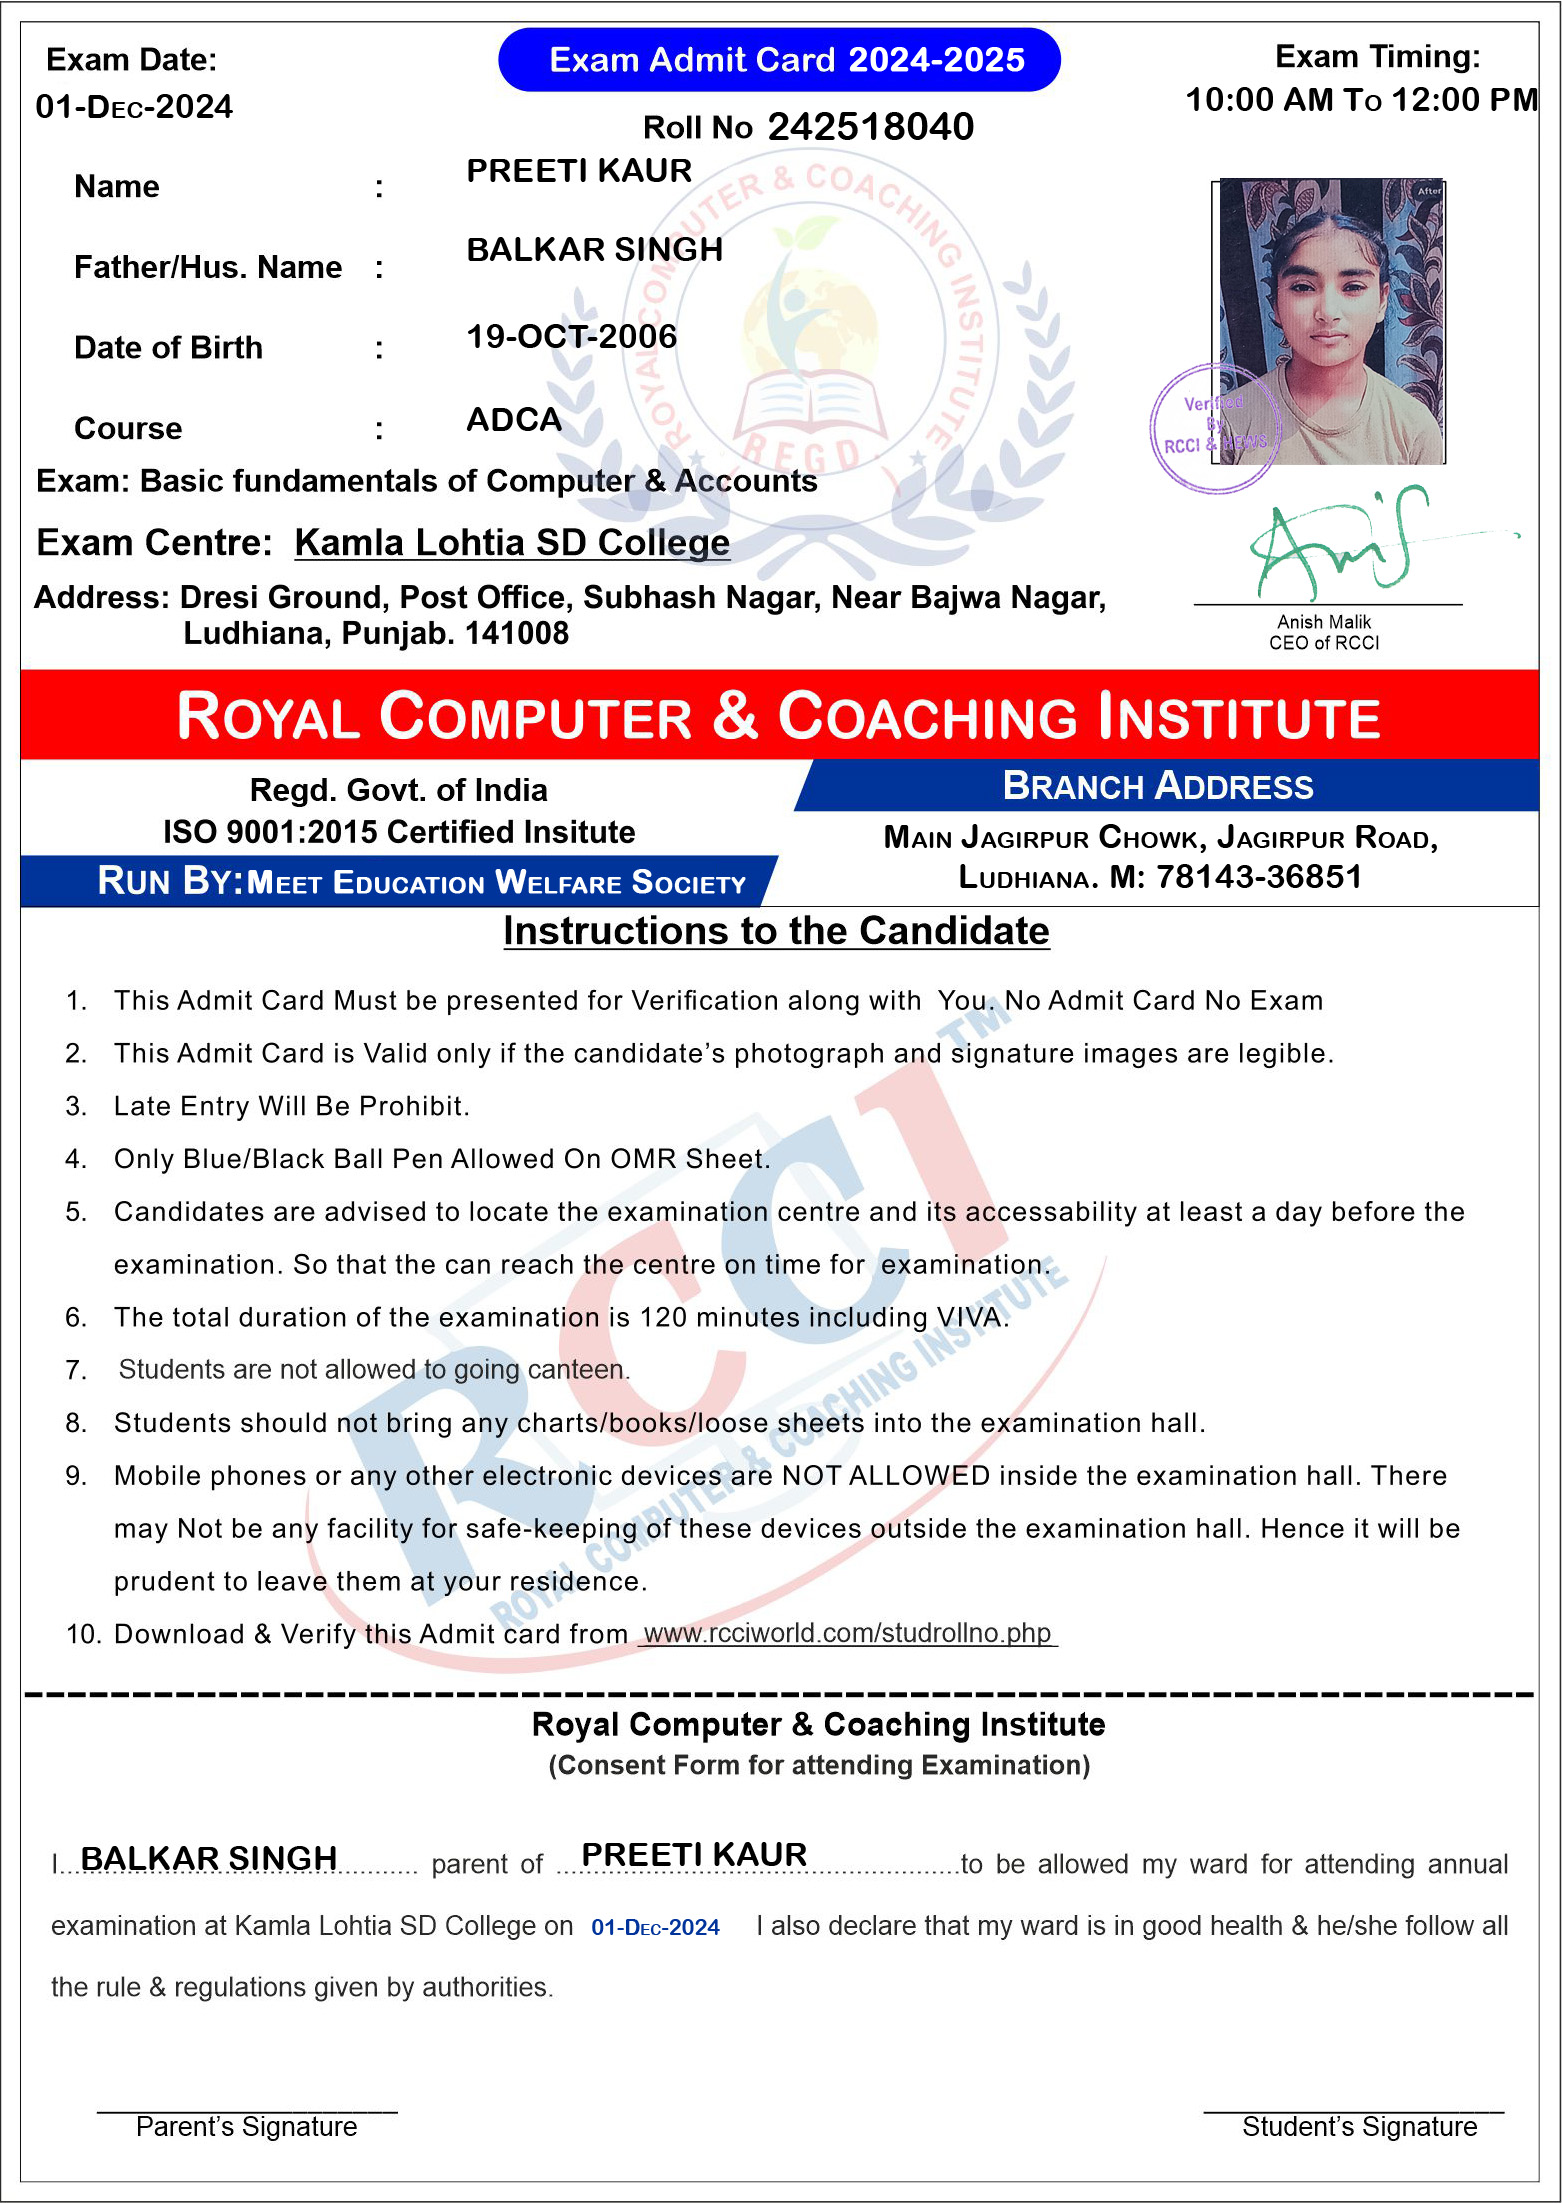 Exam Date:
01-DEC-2024
Exam Admit Card 2024-2025
Exam Timing:
10:00 AM TO 12:00 PM
Roll No 242518040
Name : PREETI KAUR
Father/Hus. Name : BALKAR SINGH
Date of Birth : 19-OCT-2006
Course : ADCA
Exam: Basic fundamentals of Computer & Accounts
Exam Centre: Kamla Lohtia SD College
Address: Dresi Ground, Post Office, Subhash Nagar, Near Bajwa Nagar,
Ludhiana, Punjab. 141008
ROYAL COMPUTER & COACHING INSTITUTE
REGD
After
Verified
By
RCCI & HEWS
Anish Malik
CEO of RCCI
ROYAL COMPUTER & COACHING INSTITUTE
Regd. Govt. of India
ISO 9001:2015 Certified Insitute
RUN BY:MEET EDUCATION WELFARE SOCIETY
BRANCH ADDRESS
MAIN JAGIRPUR CHOWK, JAGIRPUR ROAD,
LUDHIANA. M: 78143-36851
Instructions to the Candidate
1. This Admit Card Must be presented for Verification along with You. No Admit Card No Exam
2. This Admit Card is Valid only if the candidate’s photograph and signature images are legible.
3. Late Entry Will Be Prohibit.
4. Only Blue/Black Ball Pen Allowed On OMR Sheet.
5. Candidates are advised to locate the examination centre and its accessability at least a day before the
examination. So that the can reach the centre on time for examination.
6. The total duration of the examination is 120 minutes including VIVA.
7. Students are not allowed to going canteen.
8. Students should not bring any charts/books/loose sheets into the examination hall.
9. Mobile phones or any other electronic devices are NOT ALLOWED inside the examination hall. There
may Not be any facility for safe-keeping of these devices outside the examination hall. Hence it will be
prudent to leave them at your residence.
10. Download & Verify this Admit card from www.rcciworld.com/studrollno.php
RCCI TM
ROYAL COMPUTER & COACHING INSTITUTE
Royal Computer & Coaching Institute
(Consent Form for attending Examination)
I...BALKAR SINGH.......... parent of ...PREETI KAUR...................to be allowed my ward for attending annual
examination at Kamla Lohtia SD College on 01-DEC-2024 I also declare that my ward is in good health & he/she follow all
the rule & regulations given by authorities.
Parent’s Signature
Student’s Signature